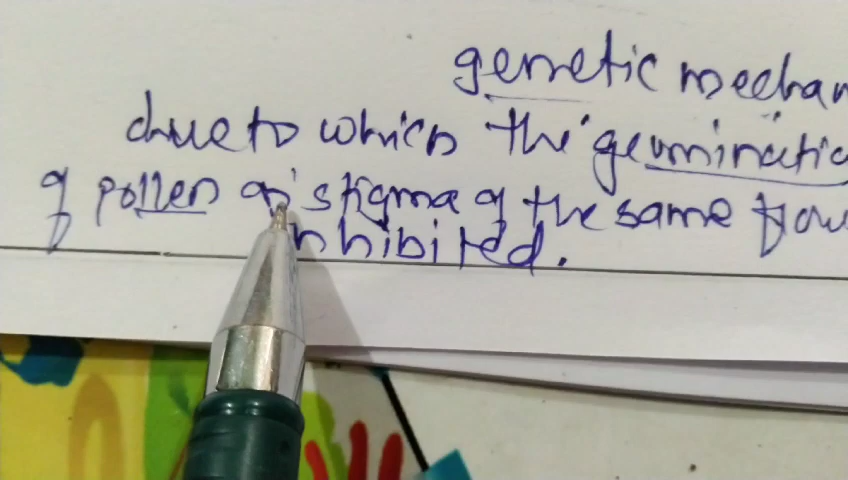 genetic mechan
due to which the germinatio
of pollen on stigma of the same flow
inhibited.